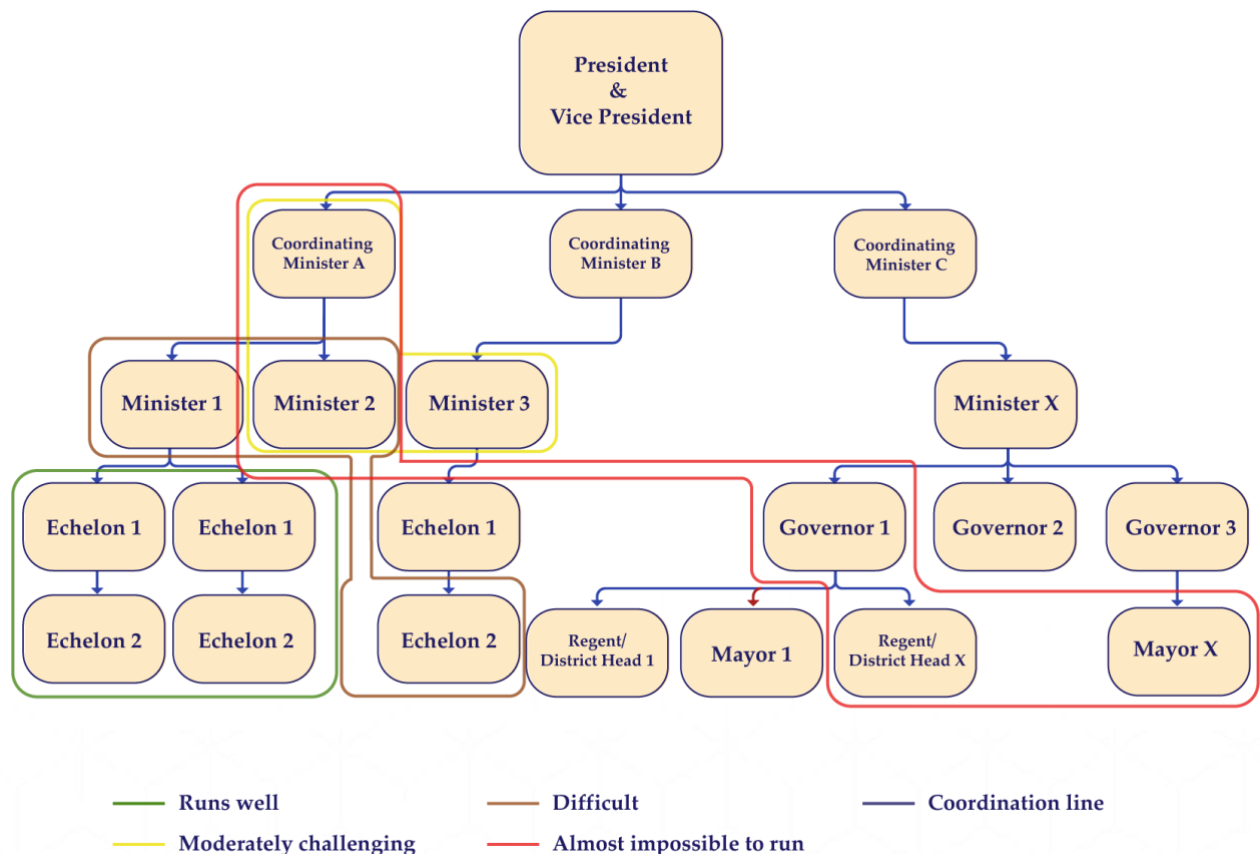 President
&
Vice President
Coordinating
Minister A
Coordinating
Minister B
Coordinating
Minister C
Minister 1
Minister 2
Minister 3
Minister X
Echelon 1
Echelon 1
Echelon 1
Governor 1
Governor 2
Governor 3
Echelon 2
Echelon 2
Echelon 2
Regent/
District Head 1
Mayor 1
Regent/
District Head X
Mayor X
Runs well
Difficult
Coordination line
Moderately challenging
Almost impossible to run